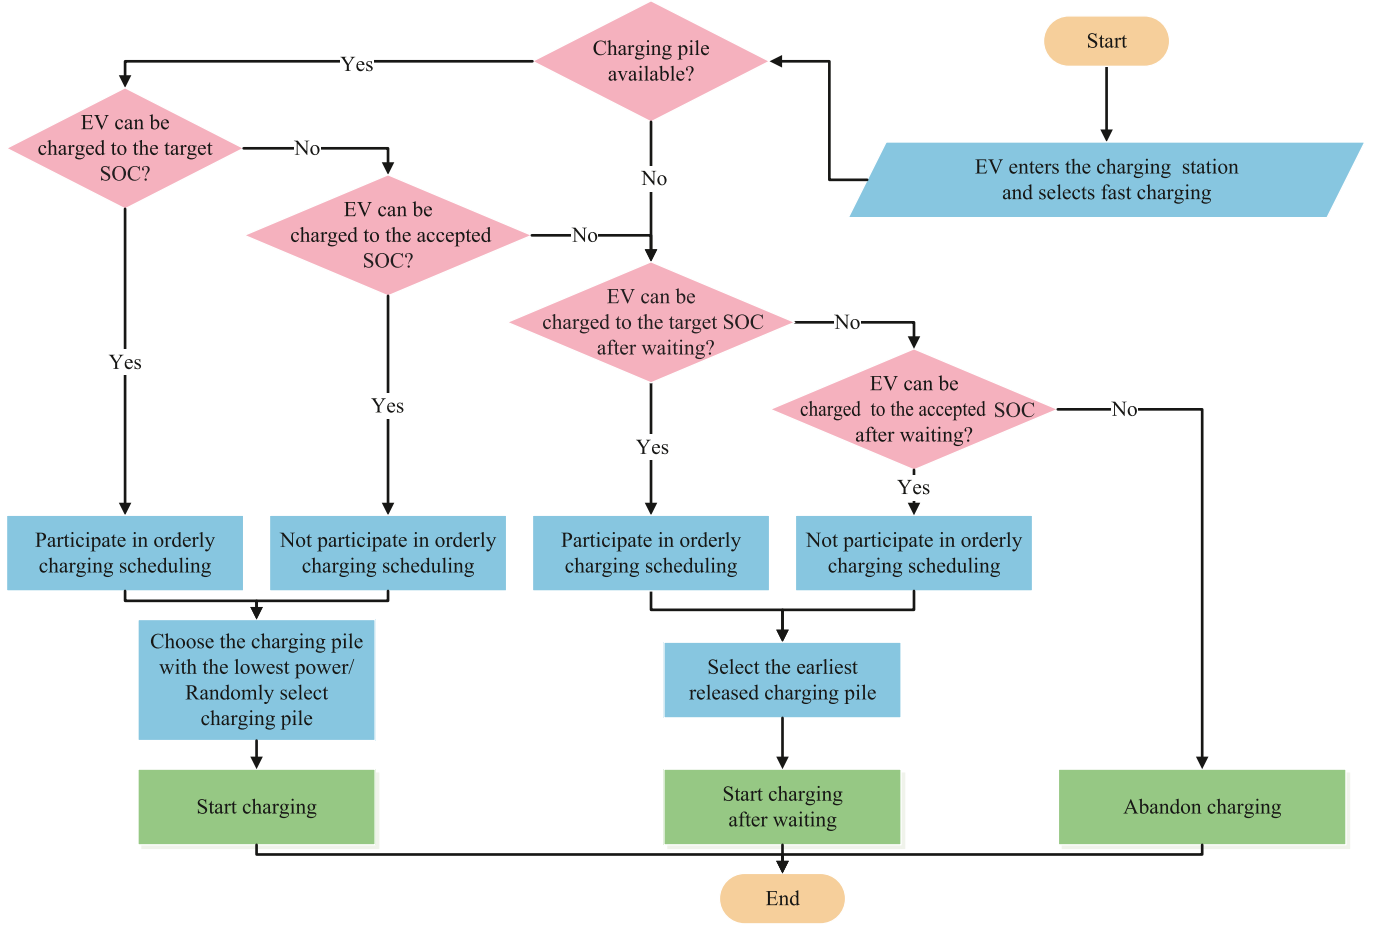 Start
EV enters the charging station
and selects fast charging
Charging pile
available?
Yes
No
EV can be
charged to the target
SOC?
No
Yes
EV can be
charged to the accepted
SOC?
No
Yes
EV can be
charged to the target SOC
after waiting?
No
Yes
EV can be
charged to the accepted SOC
after waiting?
No
Yes
Participate in orderly
charging scheduling
Not participate in orderly
charging scheduling
Participate in orderly
charging scheduling
Not participate in orderly
charging scheduling
Choose the charging pile
with the lowest power/
Randomly select
charging pile
Select the earliest
released charging pile
Start charging
Start charging
after waiting
Abandon charging
End